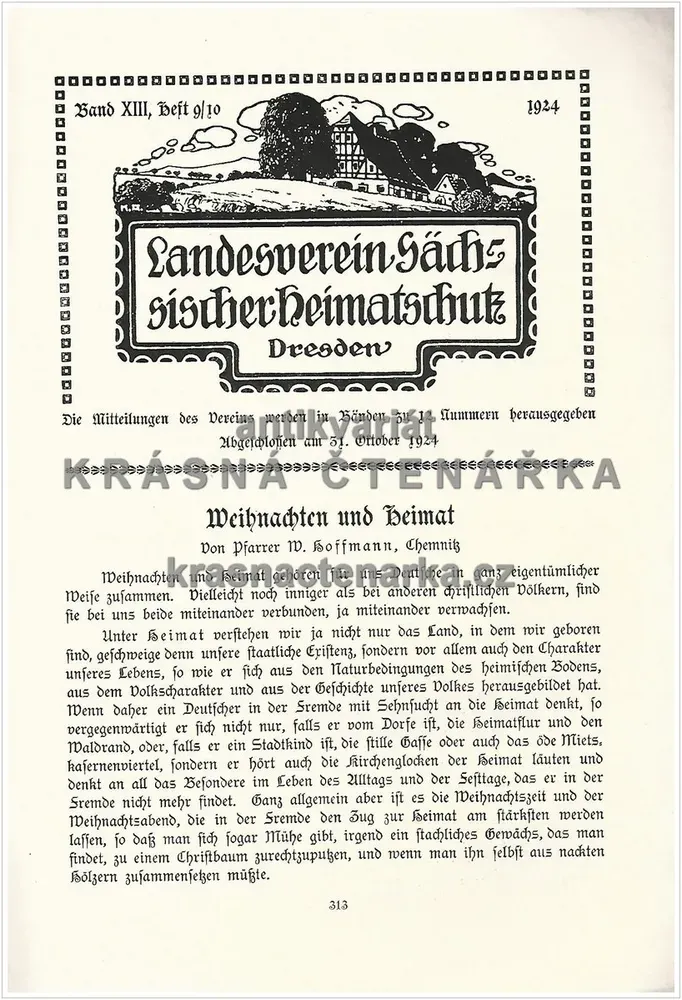 Band XIII, Heft 9/10
1924
Landesverein Säch-
sischer Heimatschutz
Dresden
Die Mitteilungen des Vereins werden in Bänden zu 12 Nummern herausgegeben
antikvariát
Abgeschlossen am 31. Oktober 1924
KRÁSNÁ ČTENÁŘKA
Weihnachten und Heimat
Von Pfarrer W. Hoffmann, Chemnitz
krasnactenarka.cz
Weihnachten und Heimat gehören für uns Deutsche in ganz eigentümlicher
Weise zusammen. Vielleicht noch inniger als bei anderen christlichen Völkern, sind
sie bei uns beide miteinander verbunden, ja miteinander verwachsen.
Unter Heimat verstehen wir ja nicht nur das Land, in dem wir geboren
sind, geschweige denn unsere staatliche Existenz, sondern vor allem auch den Charakter
unseres Lebens, so wie er sich aus den Naturbedingungen des heimischen Bodens,
aus dem Volkscharakter und aus der Geschichte unseres Volkes herausgebildet hat.
Wenn daher ein Deutscher in der Fremde mit Sehnsucht an die Heimat denkt, so
vergegenwärtigt er sich nicht nur, falls er vom Dorfe ist, die Heimatflur und den
Waldrand, oder, falls er ein Stadtkind ist, die stille Gasse oder auch das öde Miets-
kasernenviertel, sondern er hört auch die Kirchenglocken der Heimat läuten und
denkt an all das Besondere im Leben des Alltags und der Festtage, das er in der
Fremde nicht mehr findet. Ganz allgemein aber ist es die Weihnachtszeit und der
Weihnachtsabend, die in der Fremde den Zug zur Heimat am stärksten werden
lassen, so daß man sich sogar Mühe gibt, irgend ein stachliches Gewächs, das man
findet, zu einem Christbaum zurechtzuputzen, und wenn man ihn selbst aus nackten
Hölzern zusammensetzen müßte.
313